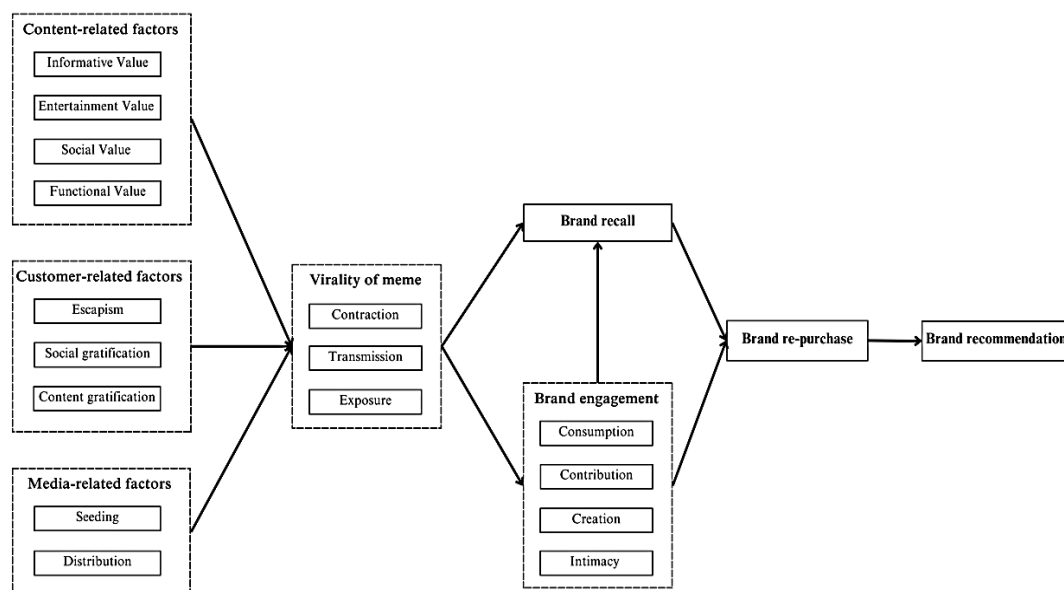 Content-related factors
Informative Value
Entertainment Value
Social Value
Functional Value
Customer-related factors
Escapism
Social gratification
Content gratification
Media-related factors
Seeding
Distribution
Virality of meme
Contraction
Transmission
Exposure
Brand recall
Brand engagement
Consumption
Contribution
Creation
Intimacy
Brand re-purchase
Brand recommendation